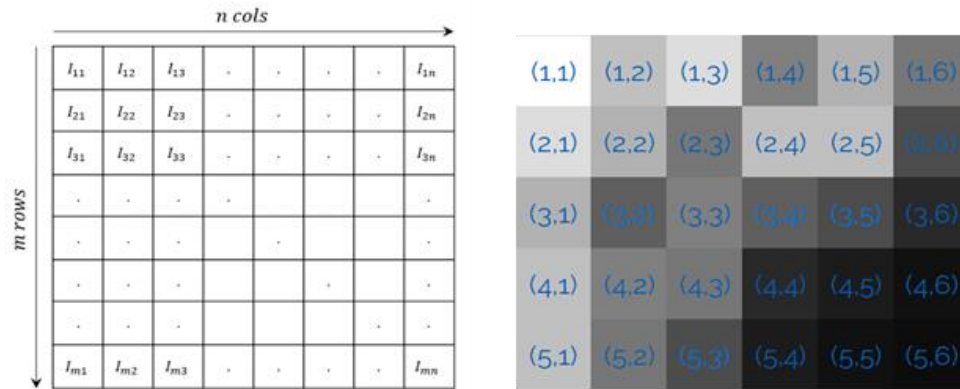 n cols
m rows
I₁₁ I₁₂ I₁₃ . . . . I₁ₙ
I₂₁ I₂₂ I₂₃ . . . . I₂ₙ
I₃₁ I₃₂ I₃₃ . . . . I₃ₙ
. . . . .
. . . . .
. . . . .
. . . . .
Iₘ₁ Iₘ₂ Iₘ₃ . . . . Iₘₙ
(1,1) (1,2) (1,3) (1,4) (1,5) (1,6)
(2,1) (2,2) (2,3) (2,4) (2,5) (2,6)
(3,1) (3,2) (3,3) (3,4) (3,5) (3,6)
(4,1) (4,2) (4,3) (4,4) (4,5) (4,6)
(5,1) (5,2) (5,3) (5,4) (5,5) (5,6)